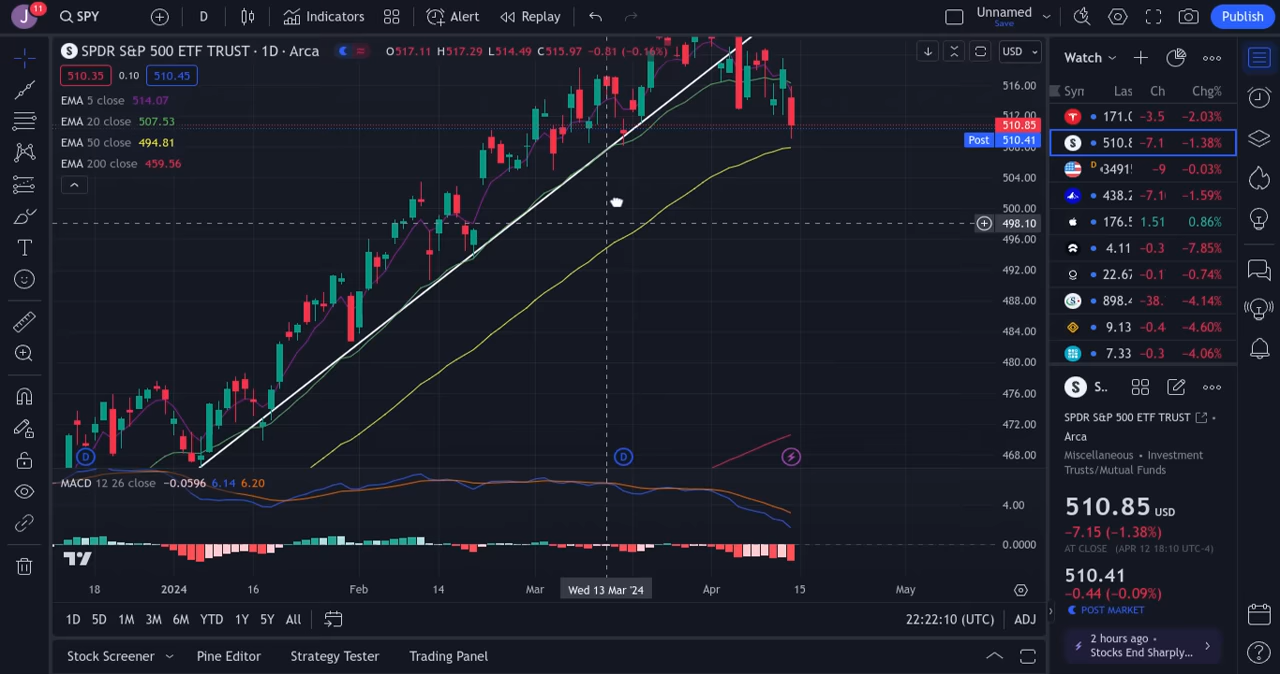 J 11 SPY D Indicators Alert Replay Unnamed Save Publish
S SPDR S&P 500 ETF TRUST · 1D · Arca O517.11 H517.29 L514.49 C515.97 −0.81 (−0.16%) USD
510.35 0.10 510.45
EMA 5 close 514.07
EMA 20 close 507.53
EMA 50 close 494.81
EMA 200 close 459.56
516.00
512.00
510.85
Post 510.41
508.00
504.00
500.00
498.10
496.00
492.00
488.00
484.00
480.00
476.00
472.00
468.00
D D
MACD 12 26 close −0.0596 6.14 6.20
4.00
0.0000
18 2024 16 Feb 14 Mar Wed 13 Mar '24 Apr 15 May
1D 5D 1M 3M 6M YTD 1Y 5Y All 22:22:10 (UTC) ADJ
Stock Screener Pine Editor Strategy Tester Trading Panel
Watch
Syn Las Ch Chg%
171.0 −3.5 −2.03%
S 510.8 −7.1 −1.38%
D 3491 −9 −0.03%
438.2 −7.1 −1.59%
176.5 1.51 0.86%
4.11 −0.3 −7.85%
22.67 −0.1 −0.74%
898.4 −38. −4.14%
9.13 −0.4 −4.60%
7.33 −0.3 −4.06%
S S..
SPDR S&P 500 ETF TRUST •
Arca
Miscellaneous • Investment
Trusts/Mutual Funds
510.85 USD
−7.15 (−1.38%)
AT CLOSE (APR 12 18:10 UTC-4)
510.41
−0.44 (−0.09%)
POST MARKET
2 hours ago •
Stocks End Sharply...